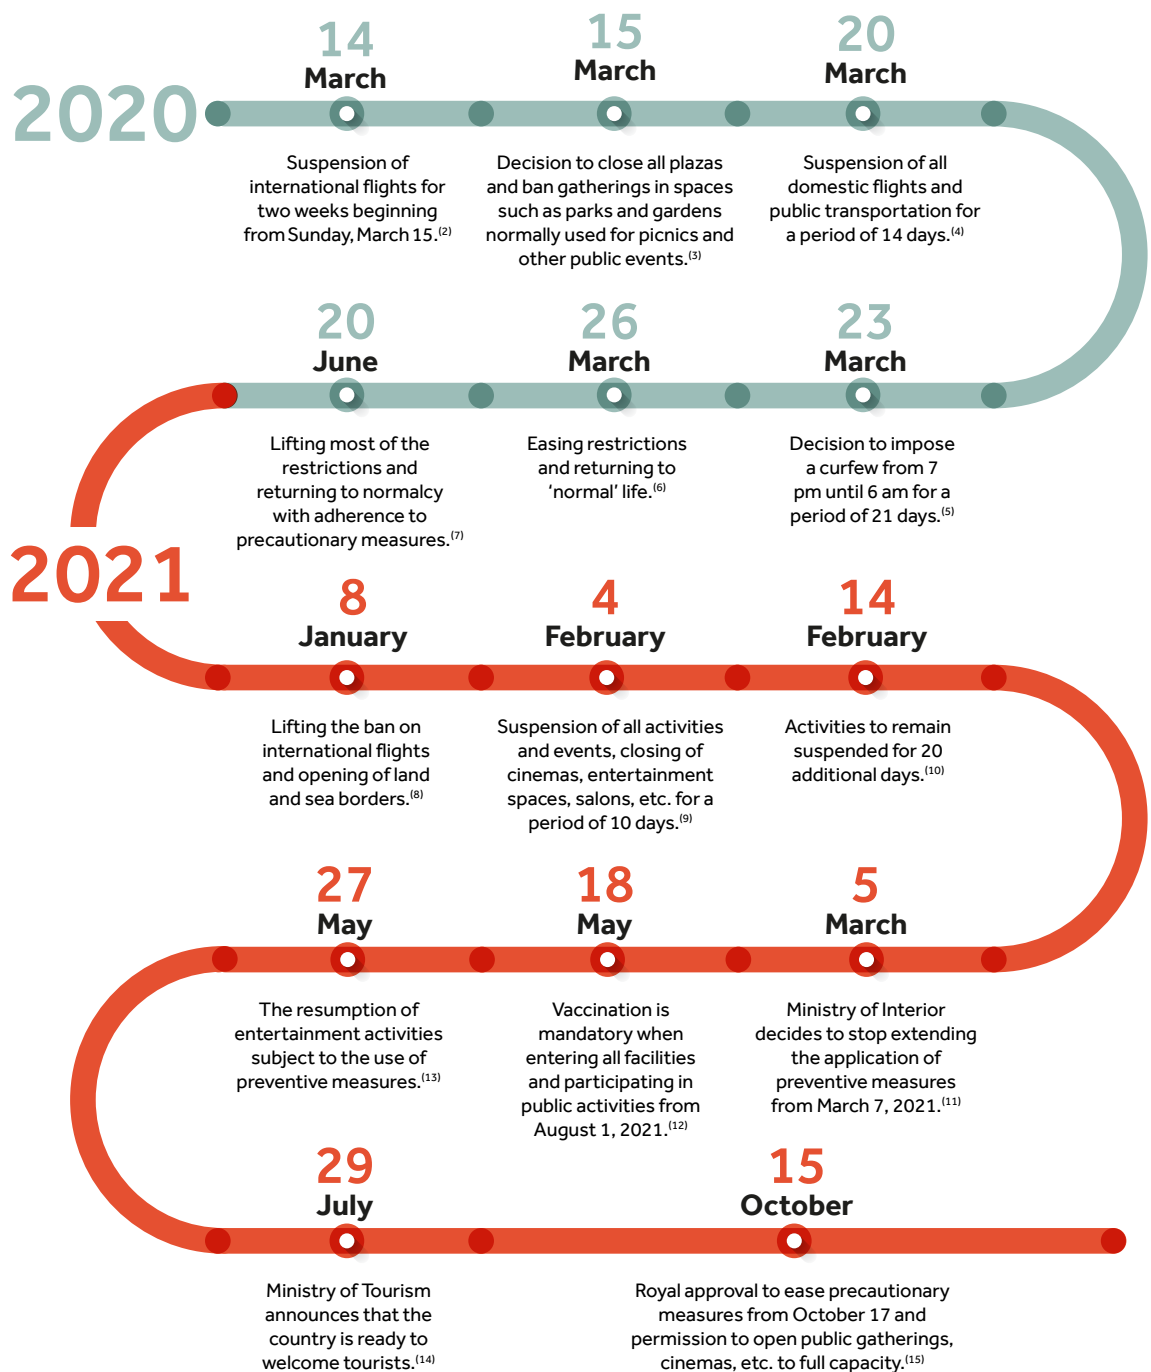 2020
14
March
Suspension of
international flights for
two weeks beginning
from Sunday, March 15.(2)
15
March
Decision to close all plazas
and ban gatherings in spaces
such as parks and gardens
normally used for picnics and
other public events.(3)
20
March
Suspension of all
domestic flights and
public transportation for
a period of 14 days.(4)
23
March
Decision to impose
a curfew from 7
pm until 6 am for a
period of 21 days.(5)
26
March
Easing restrictions
and returning to
‘normal’ life.(6)
20
June
Lifting most of the
restrictions and
returning to normalcy
with adherence to
precautionary measures.(7)
2021
8
January
Lifting the ban on
international flights
and opening of land
and sea borders.(8)
4
February
Suspension of all activities
and events, closing of
cinemas, entertainment
spaces, salons, etc. for a
period of 10 days.(9)
14
February
Activities to remain
suspended for 20
additional days.(10)
5
March
Ministry of Interior
decides to stop extending
the application of
preventive measures
from March 7, 2021.(11)
18
May
Vaccination is
mandatory when
entering all facilities
and participating in
public activities from
August 1, 2021.(12)
27
May
The resumption of
entertainment activities
subject to the use of
preventive measures.(13)
29
July
Ministry of Tourism
announces that the
country is ready to
welcome tourists.(14)
15
October
Royal approval to ease precautionary
measures from October 17 and
permission to open public gatherings,
cinemas, etc. to full capacity.(15)